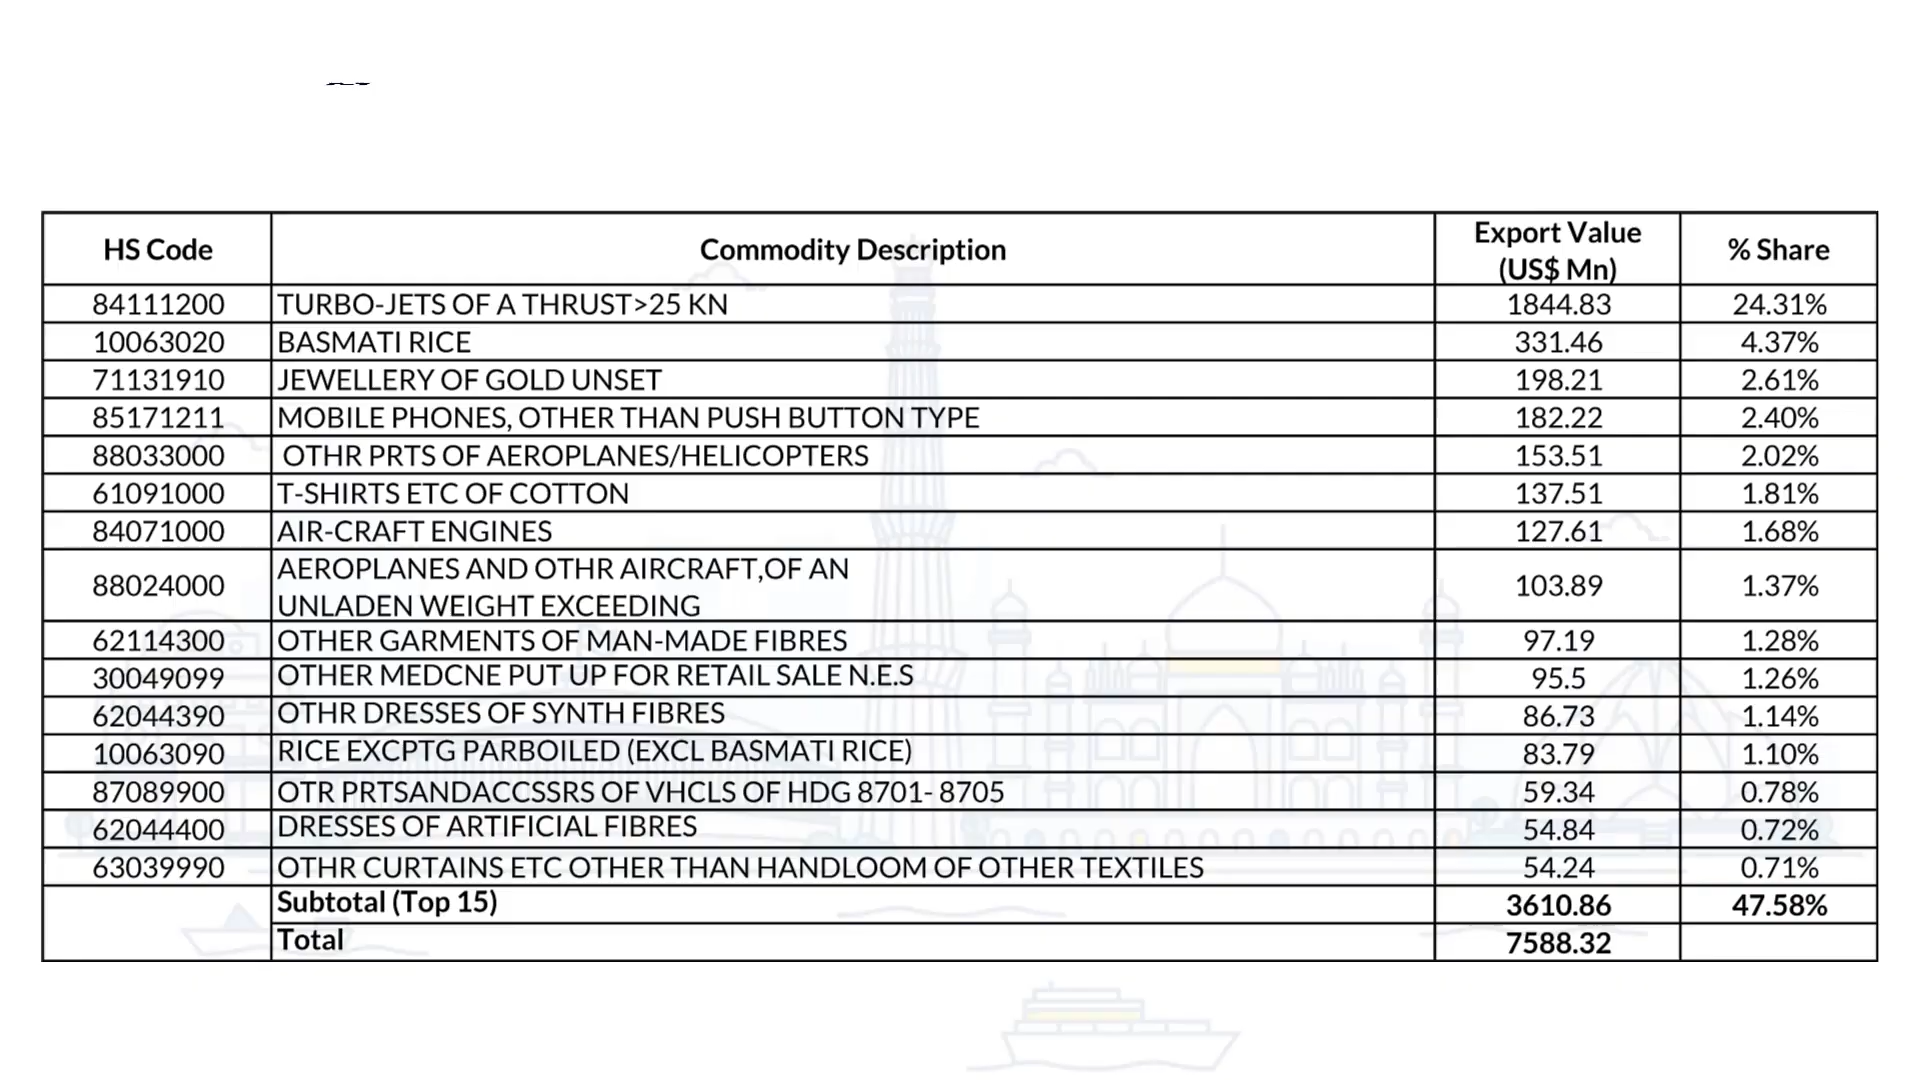 HS Code Commodity Description Export Value (US$ Mn) % Share
84111200 TURBO-JETS OF A THRUST>25 KN 1844.83 24.31%
10063020 BASMATI RICE 331.46 4.37%
71131910 JEWELLERY OF GOLD UNSET 198.21 2.61%
85171211 MOBILE PHONES, OTHER THAN PUSH BUTTON TYPE 182.22 2.40%
88033000 OTHR PRTS OF AEROPLANES/HELICOPTERS 153.51 2.02%
61091000 T-SHIRTS ETC OF COTTON 137.51 1.81%
84071000 AIR-CRAFT ENGINES 127.61 1.68%
88024000 AEROPLANES AND OTHR AIRCRAFT,OF AN UNLADEN WEIGHT EXCEEDING 103.89 1.37%
62114300 OTHER GARMENTS OF MAN-MADE FIBRES 97.19 1.28%
30049099 OTHER MEDCNE PUT UP FOR RETAIL SALE N.E.S 95.5 1.26%
62044390 OTHR DRESSES OF SYNTH FIBRES 86.73 1.14%
10063090 RICE EXCPTG PARBOILED (EXCL BASMATI RICE) 83.79 1.10%
87089900 OTR PRTSANDACCSSRS OF VHCLS OF HDG 8701- 8705 59.34 0.78%
62044400 DRESSES OF ARTIFICIAL FIBRES 54.84 0.72%
63039990 OTHR CURTAINS ETC OTHER THAN HANDLOOM OF OTHER TEXTILES 54.24 0.71%
Subtotal (Top 15) 3610.86 47.58%
Total 7588.32